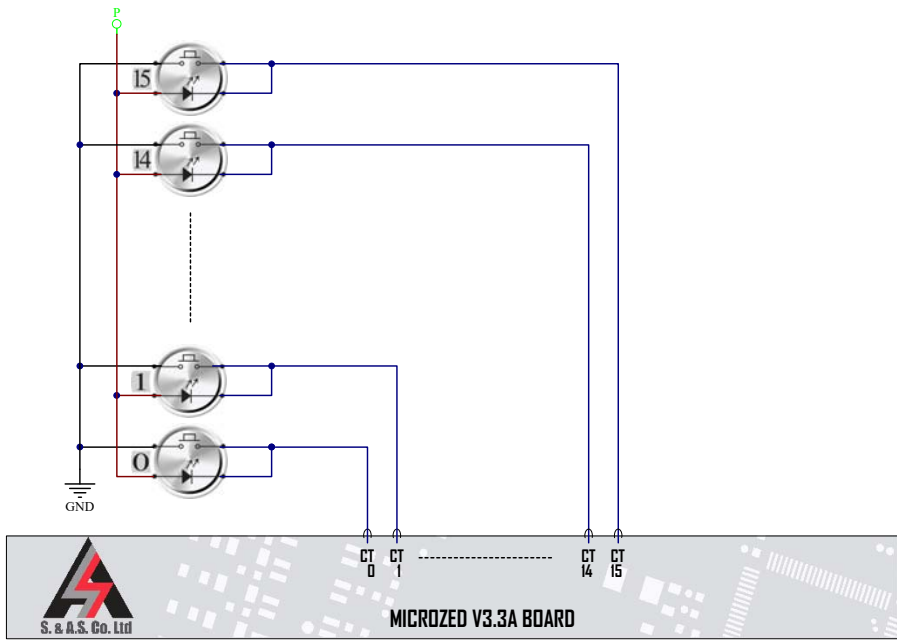 P
15
14
1
0
GND
CT 0
CT 1
CT 14
CT 15
S. & A.S. Co. Ltd
MICROZED V3.3A BOARD